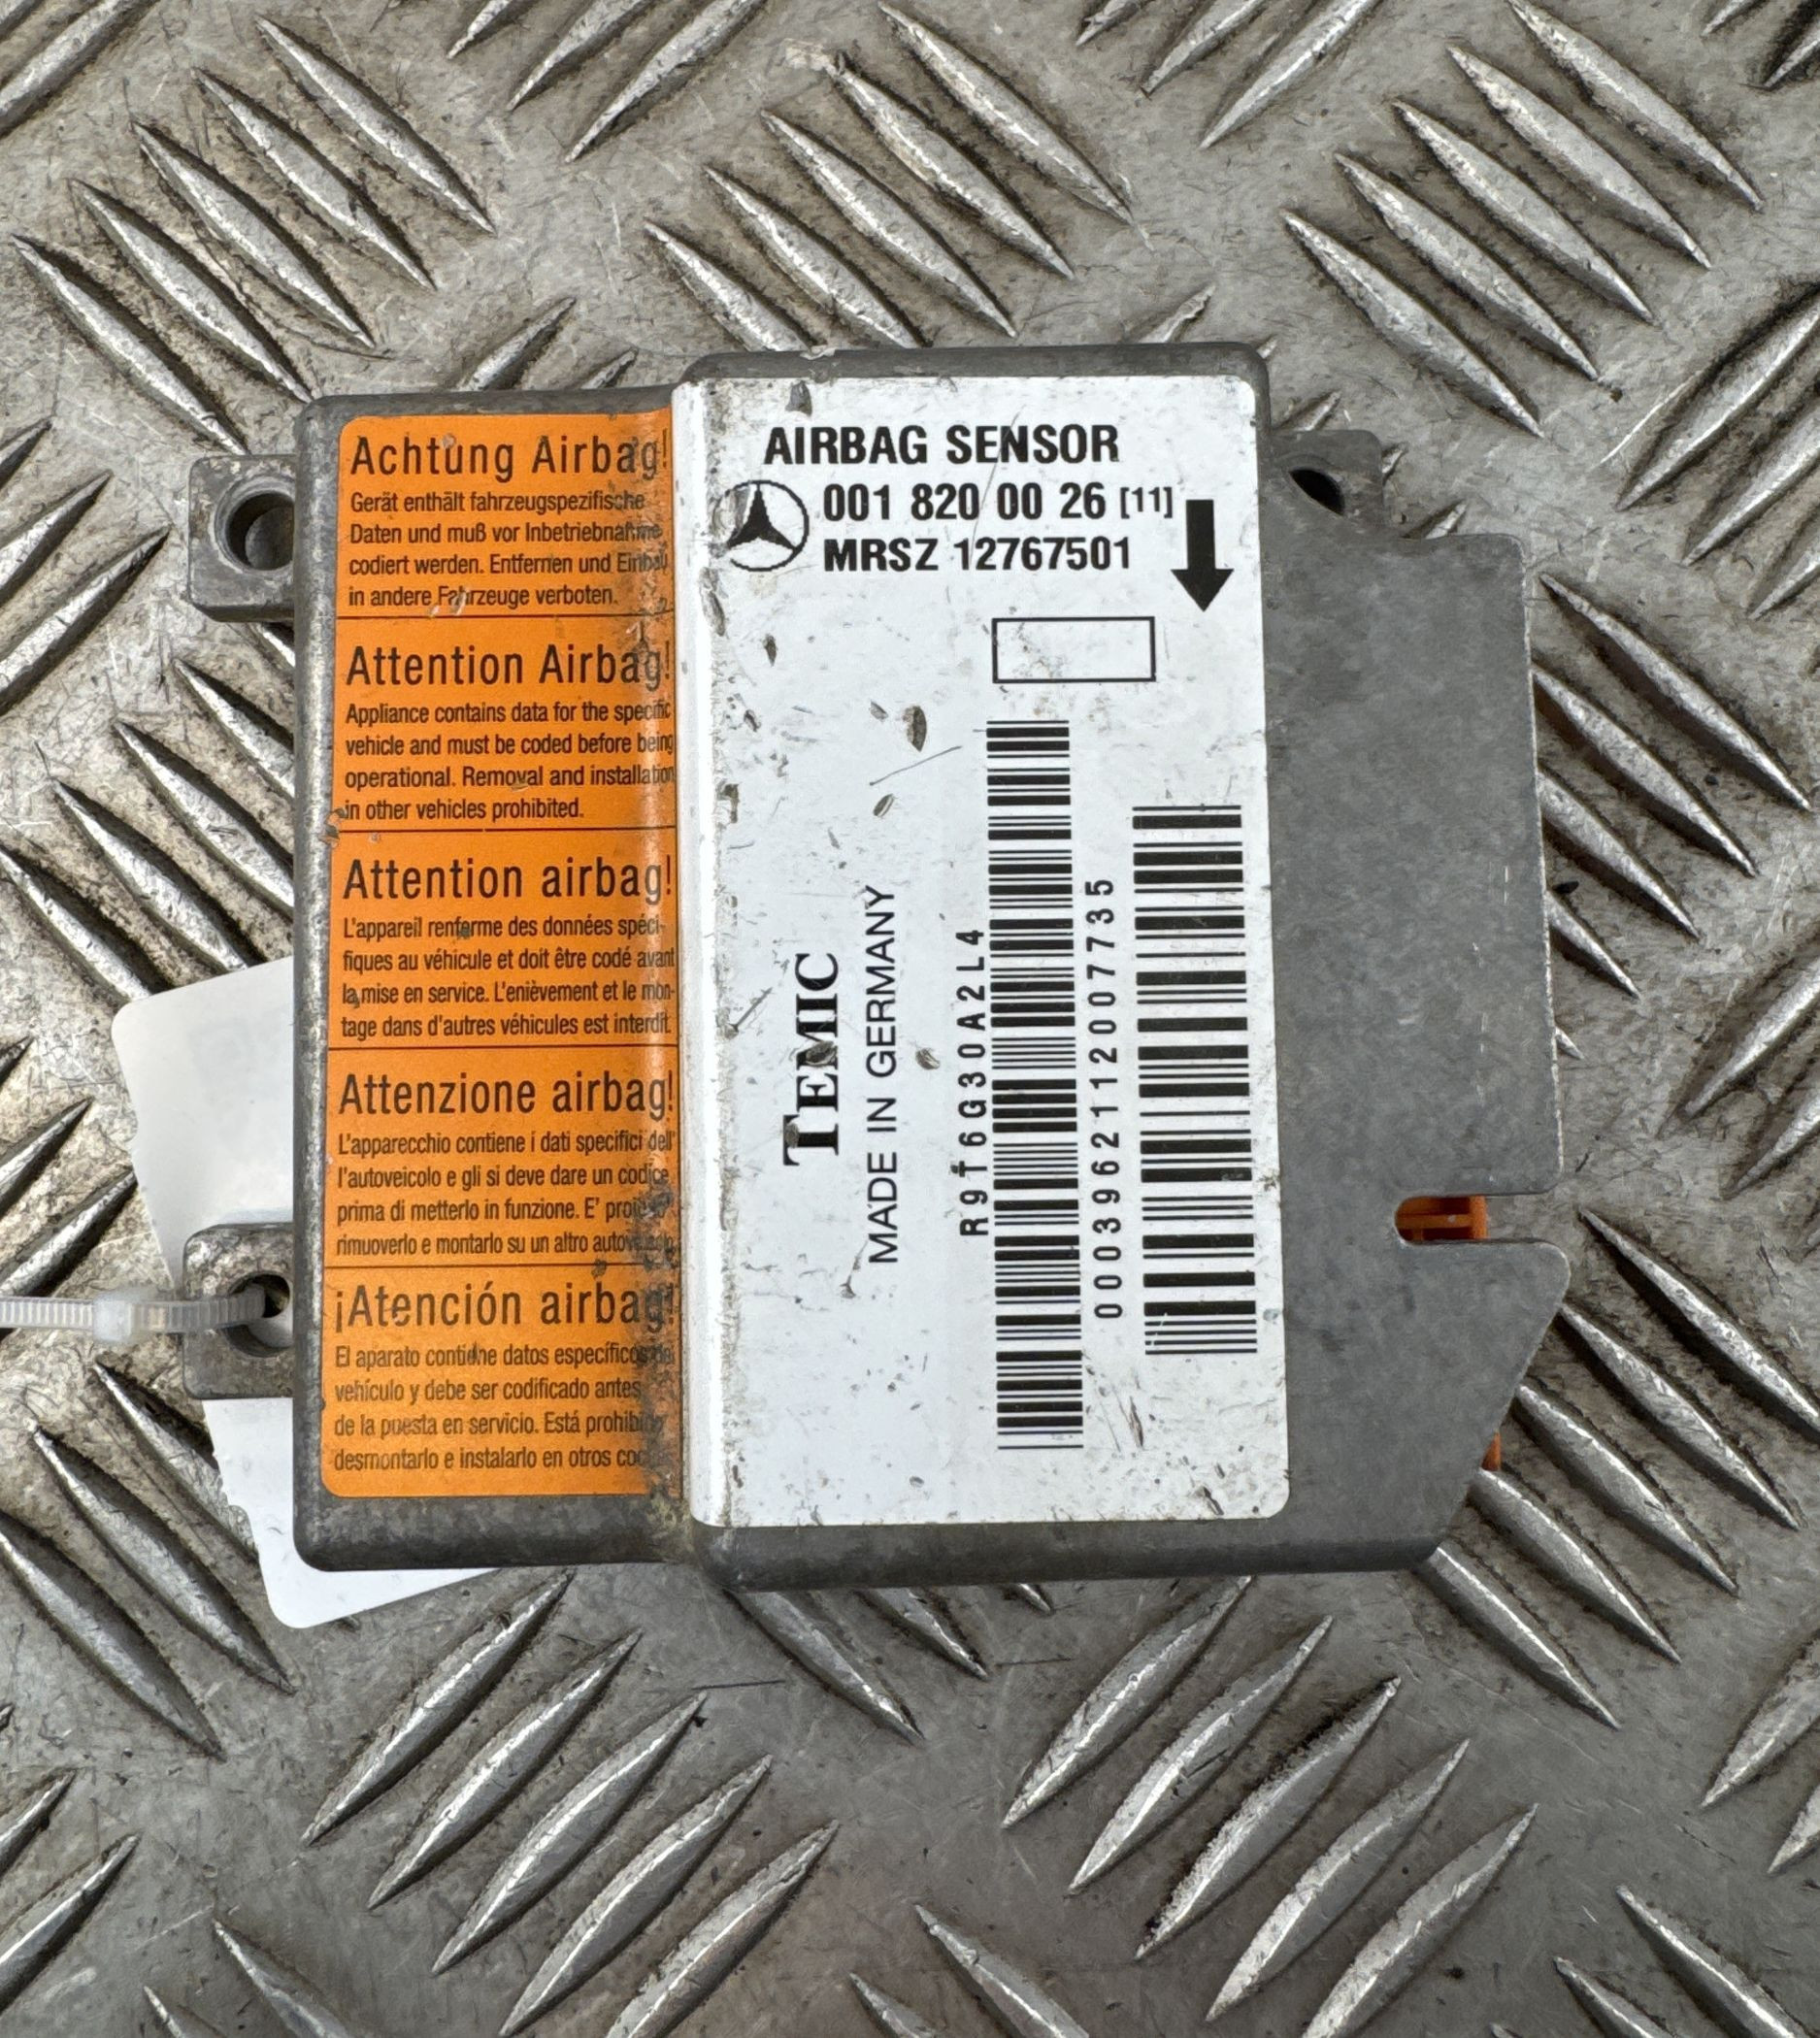 Achtung Airbag!
Gerät enthält fahrzeugspezifische
Daten und muß vor Inbetriebnahme
codiert werden. Entfernen und Einbau
in andere Fahrzeuge verboten.
Attention Airbag!
Appliance contains data for the specific
vehicle and must be coded before being
operational. Removal and installation
in other vehicles prohibited.
Attention airbag!
L'appareil renferme des données spéci-
fiques au véhicule et doit être codé avant
la mise en service. L'enièvement et le mon-
tage dans d'autres véhicules est interdit.
Attenzione airbag!
L'apparecchio contiene i dati specifici dell'
l'autoveicolo e gli si deve dare un codice
prima di metterlo in funzione. E'
rimuoverlo e montarlo su un altro
¡Atención airbag!
El aparato contiene datos específicos del
vehículo y debe ser codificado antes
de la puesta en servicio. Está
desmontarlo e instalarlo en otros
AIRBAG SENSOR
001 820 00 26 [11]
MRSZ 12767501
TEMIC
MADE IN GERMANY
R9T6G30A2L4
0003962112007735